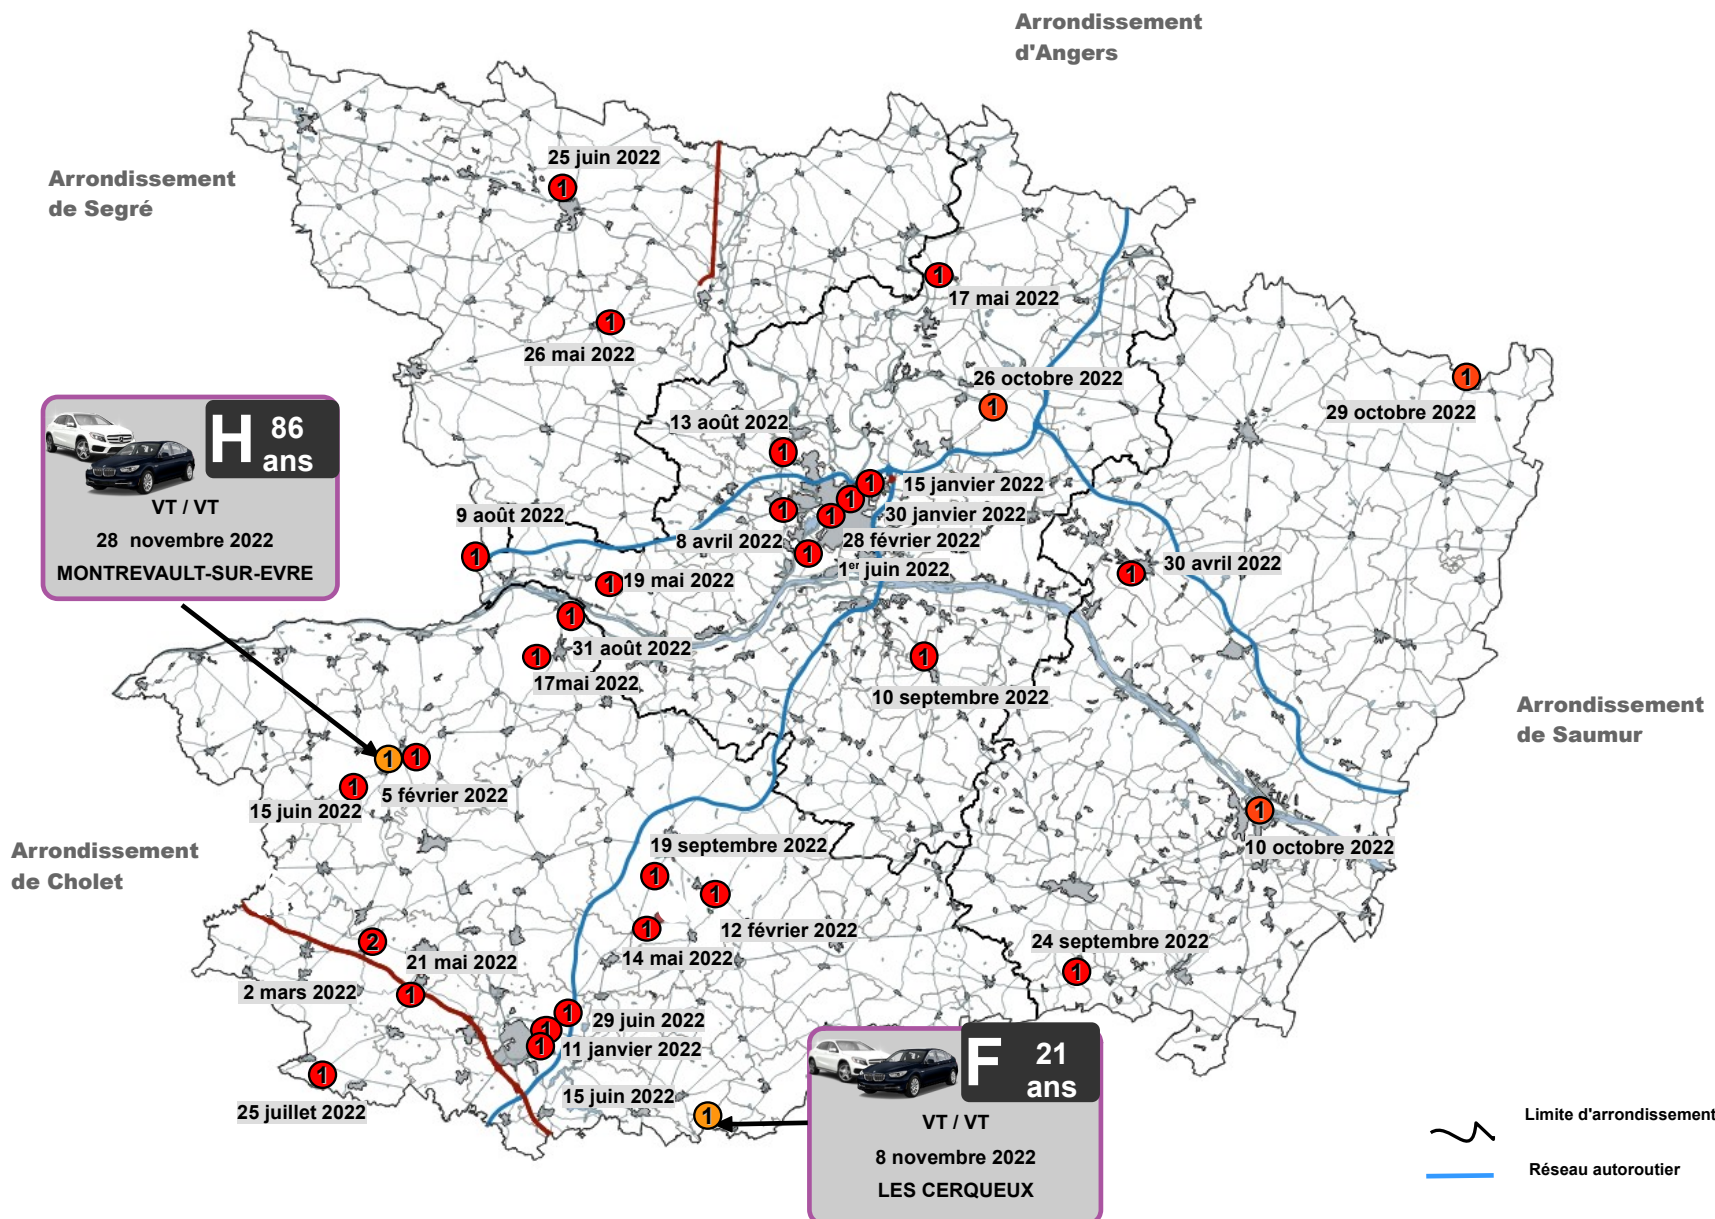 Arrondissement
d'Angers
Arrondissement
de Segré
25 juin 2022
1
1
17 mai 2022
1
26 mai 2022
26 octobre 2022
1
1
29 octobre 2022
H 86
ans
VT / VT
28 novembre 2022
MONTREVAULT-SUR-EVRE
13 août 2022
1
1
15 janvier 2022
1
30 janvier 2022
1
1
28 février 2022
8 avril 2022
1
1er juin 2022
9 août 2022
1
1
19 mai 2022
1
31 août 2022
1
17mai 2022
30 avril 2022
1
1
10 septembre 2022
Arrondissement
de Saumur
1
1
5 février 2022
1
15 juin 2022
1
10 octobre 2022
Arrondissement
de Cholet
19 septembre 2022
1
1
12 février 2022
1
14 mai 2022
2
21 mai 2022
2 mars 2022
1
24 septembre 2022
1
1
29 juin 2022
1
1
11 janvier 2022
1
25 juillet 2022
15 juin 2022
1
F 21
ans
VT / VT
8 novembre 2022
LES CERQUEUX
Limite d'arrondissement
Réseau autoroutier